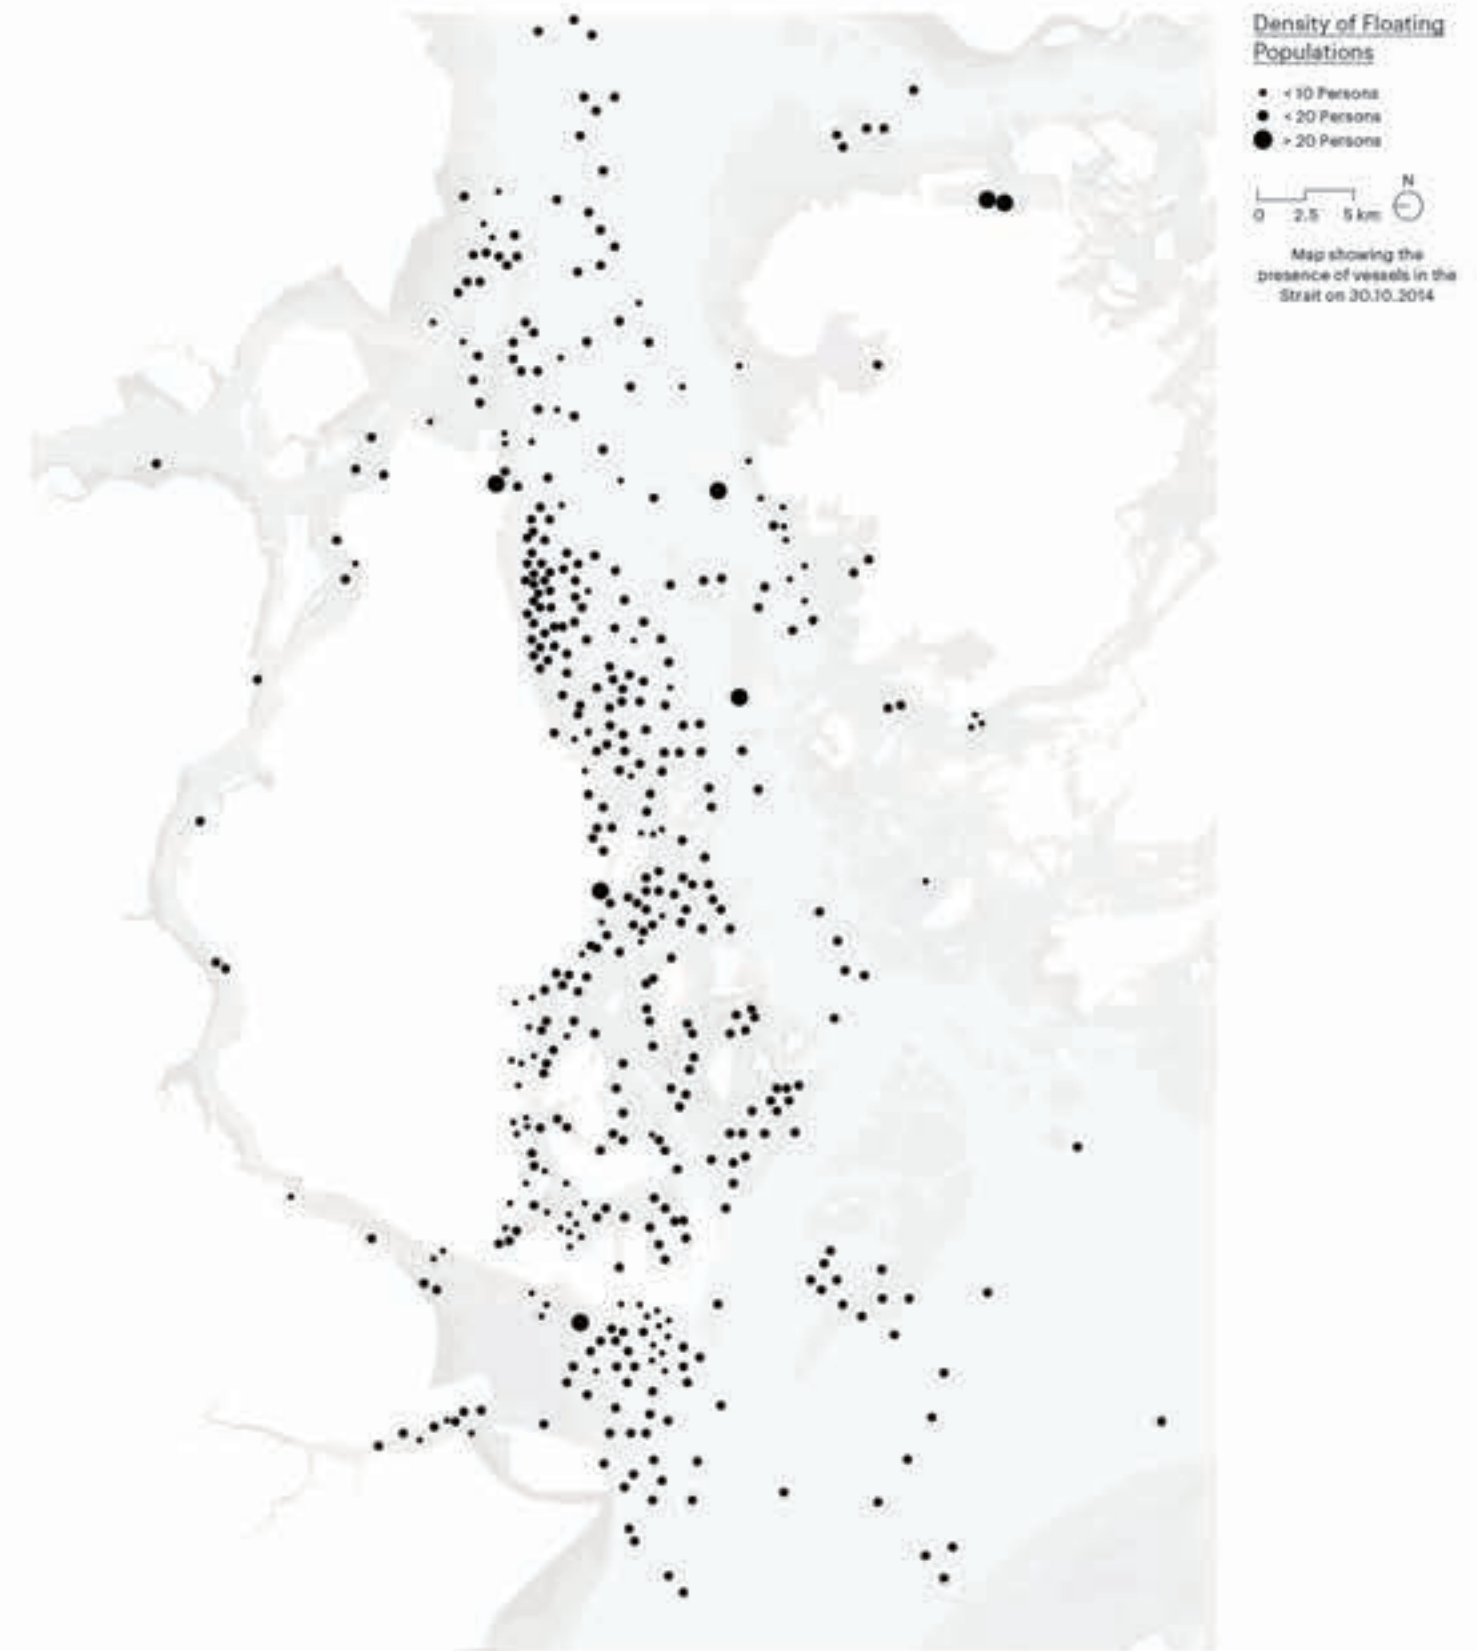 Density of Floating
Populations
< 10 Persons
< 20 Persons
> 20 Persons
N
0 2.5 5 km
Map showing the
presence of vessels in the
Strait on 30.10.2014